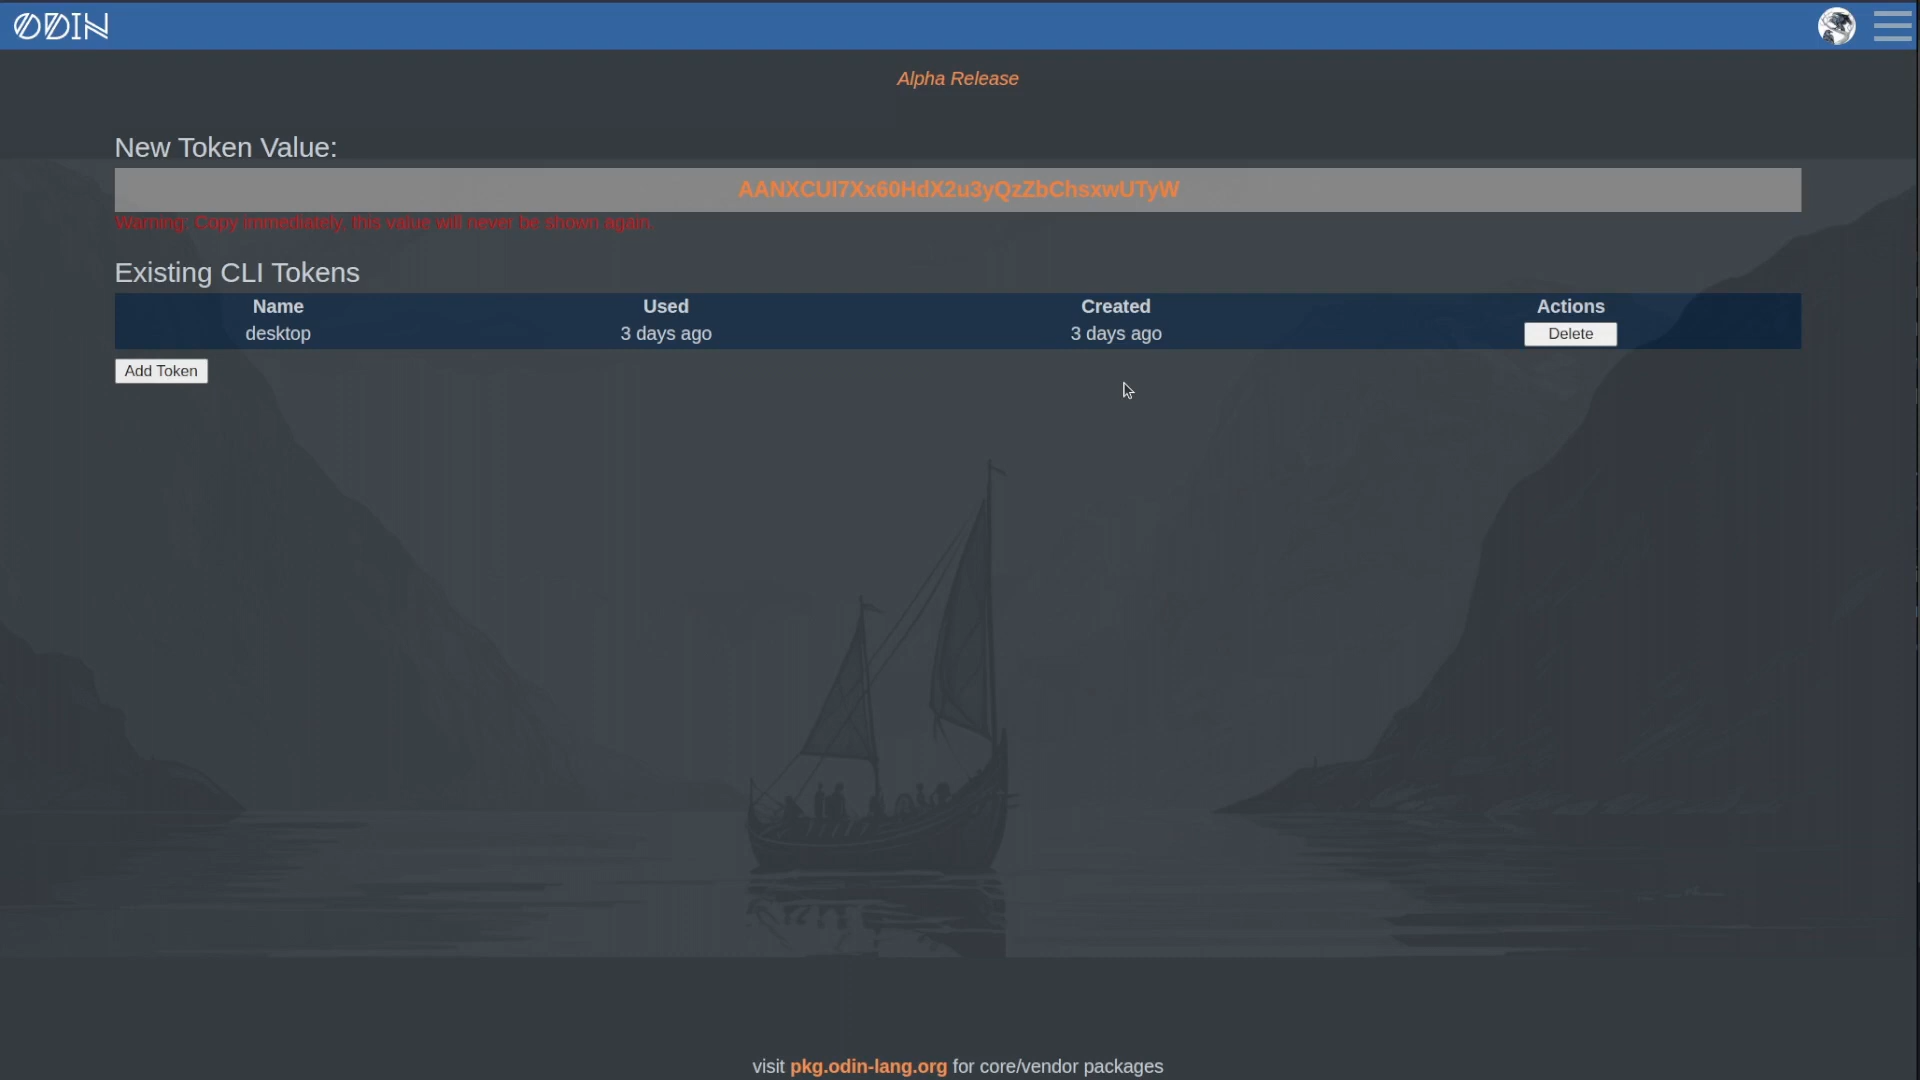 ODIN
Alpha Release
New Token Value:
AANXCUI7Xx60HdX2u3yQzZbChsxwUTyW
Warning: Copy immediately, this value will never be shown again.
Existing CLI Tokens
Name Used Created Actions
desktop 3 days ago 3 days ago Delete
Add Token
visit pkg.odin-lang.org for core/vendor packages